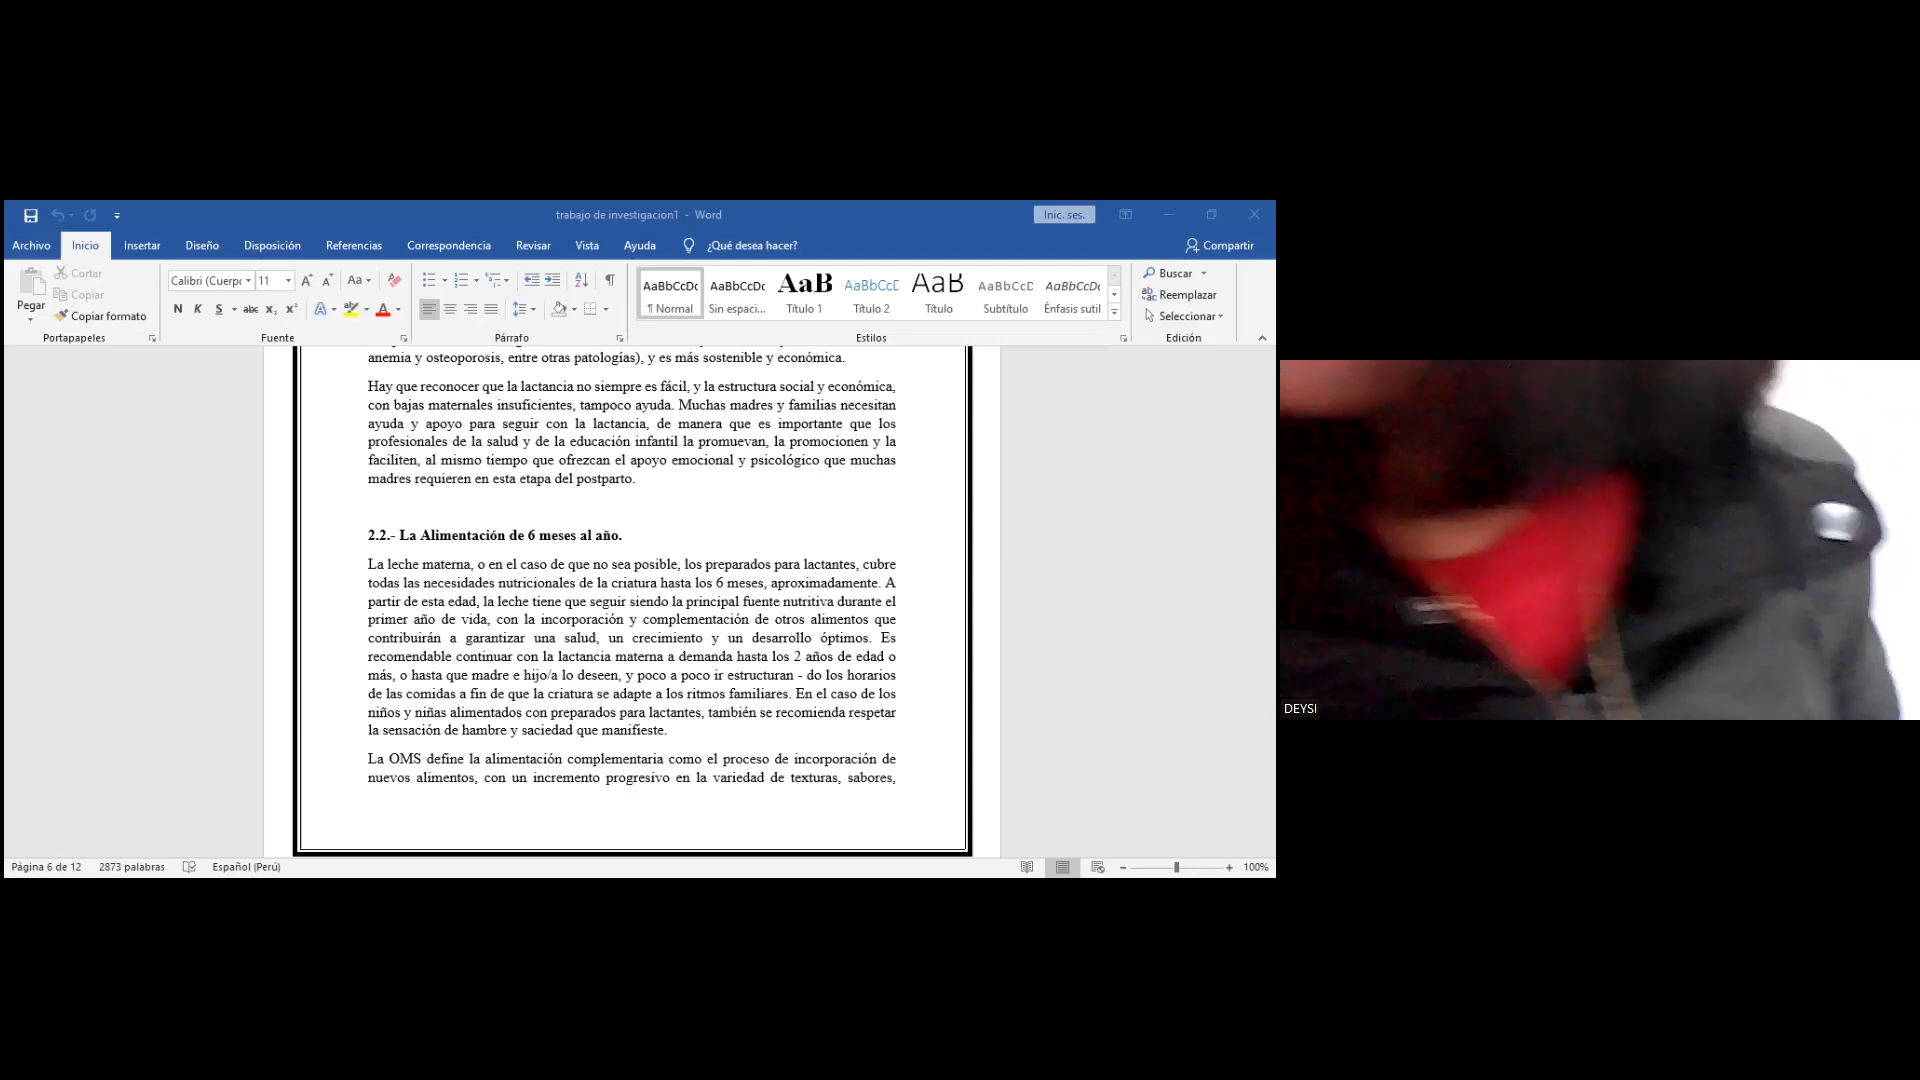 trabajo de investigacion1 - Word
Inic. ses.
Archivo Inicio Insertar Diseño Disposición Referencias Correspondencia Revisar Vista Ayuda ¿Qué desea hacer? Compartir
Pegar
Cortar
Copiar
Copiar formato
Portapapeles
Calibri (Cuerpo 11
N K S abc x₂ x²
Fuente
Párrafo
AaBbCcDc AaBbCcDc AaB AaBbCcC AaB AaBbCcD AaBbCcDc
¶ Normal Sin espaci... Título 1 Título 2 Título Subtítulo Énfasis sutil
Estilos
Buscar
Reemplazar
Seleccionar
Edición
anemia y osteoporosis, entre otras patologías), y es más sostenible y económica.
Hay que reconocer que la lactancia no siempre es fácil, y la estructura social y económica,
con bajas maternales insuficientes, tampoco ayuda. Muchas madres y familias necesitan
ayuda y apoyo para seguir con la lactancia, de manera que es importante que los
profesionales de la salud y de la educación infantil la promuevan, la promocionen y la
faciliten, al mismo tiempo que ofrezcan el apoyo emocional y psicológico que muchas
madres requieren en esta etapa del postparto.
2.2.- La Alimentación de 6 meses al año.
La leche materna, o en el caso de que no sea posible, los preparados para lactantes, cubre
todas las necesidades nutricionales de la criatura hasta los 6 meses, aproximadamente. A
partir de esta edad, la leche tiene que seguir siendo la principal fuente nutritiva durante el
primer año de vida, con la incorporación y complementación de otros alimentos que
contribuirán a garantizar una salud, un crecimiento y un desarrollo óptimos. Es
recomendable continuar con la lactancia materna a demanda hasta los 2 años de edad o
más, o hasta que madre e hijo/a lo deseen, y poco a poco ir estructuran - do los horarios
de las comidas a fin de que la criatura se adapte a los ritmos familiares. En el caso de los
niños y niñas alimentados con preparados para lactantes, también se recomienda respetar
la sensación de hambre y saciedad que manifieste.
La OMS define la alimentación complementaria como el proceso de incorporación de
nuevos alimentos, con un incremento progresivo en la variedad de texturas, sabores,
Página 6 de 12 2873 palabras Español (Perú) 100%
DEYSI